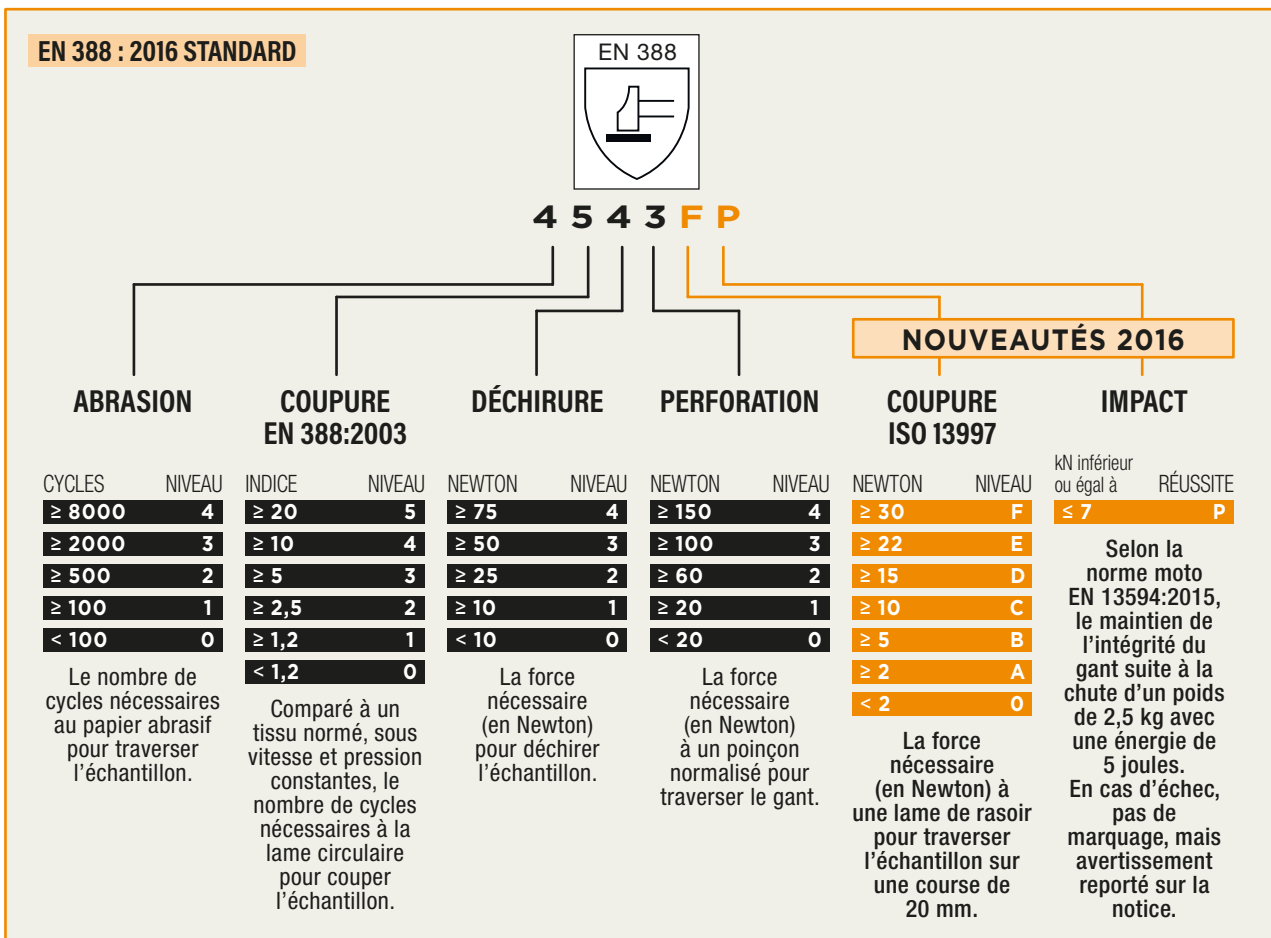 EN 388 : 2016 STANDARD
EN 388
4 5 4 3 F P
NOUVEAUTÉS 2016
ABRASION
CYCLES NIVEAU
≥ 8000 4
≥ 2000 3
≥ 500 2
≥ 100 1
< 100 0
Le nombre de
cycles nécessaires
au papier abrasif
pour traverser
l'échantillon.
COUPURE
EN 388:2003
INDICE NIVEAU
≥ 20 5
≥ 10 4
≥ 5 3
≥ 2,5 2
≥ 1,2 1
< 1,2 0
Comparé à un
tissu normé, sous
vitesse et pression
constantes, le
nombre de cycles
nécessaires à la
lame circulaire
pour couper
l'échantillon.
DÉCHIRURE
NEWTON NIVEAU
≥ 75 4
≥ 50 3
≥ 25 2
≥ 10 1
< 10 0
La force
nécessaire
(en Newton)
pour déchirer
l'échantillon.
PERFORATION
NEWTON NIVEAU
≥ 150 4
≥ 100 3
≥ 60 2
≥ 20 1
< 20 0
La force
nécessaire
(en Newton)
à un poinçon
normalisé pour
traverser le gant.
COUPURE
ISO 13997
NEWTON NIVEAU
≥ 30 F
≥ 22 E
≥ 15 D
≥ 10 C
≥ 5 B
≥ 2 A
< 2 0
La force
nécessaire
(en Newton) à
une lame de rasoir
pour traverser
l'échantillon sur
une course de
20 mm.
IMPACT
kN inférieur
ou égal à RÉUSSITE
≤ 7 P
Selon la
norme moto
EN 13594:2015,
le maintien de
l'intégrité du
gant suite à la
chute d'un poids
de 2,5 kg avec
une énergie de
5 joules.
En cas d'échec,
pas de
marquage, mais
avertissement
reporté sur la
notice.